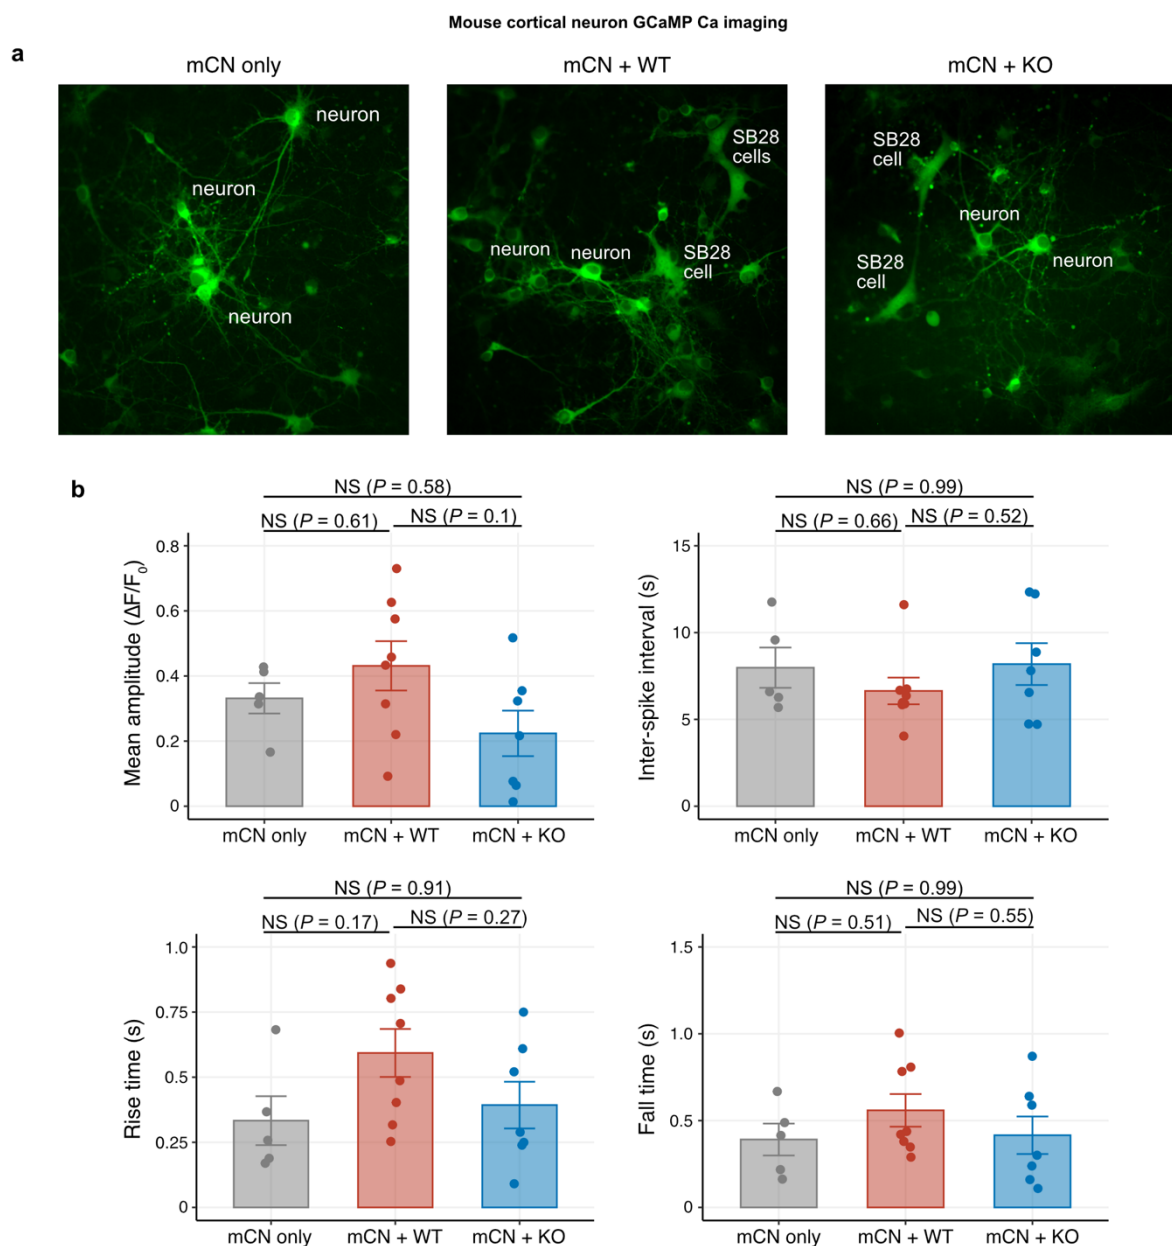 Mouse cortical neuron GCaMP Ca imaging
a
mCN only
mCN + WT
mCN + KO
neuron
neuron
neuron
SB28
cells
neuron
neuron
SB28
cell
SB28
cell
neuron
SB28
cell
neuron
b
NS (P = 0.58)
NS (P = 0.61)
NS (P = 0.1)
Mean amplitude (ΔF/F₀)
0.8
0.6
0.4
0.2
0
mCN only
mCN + WT
mCN + KO
NS (P = 0.99)
NS (P = 0.66)
NS (P = 0.52)
Inter-spike interval (s)
15
10
5
0
mCN only
mCN + WT
mCN + KO
NS (P = 0.91)
NS (P = 0.17)
NS (P = 0.27)
Rise time (s)
1.0
0.75
0.5
0.25
0
mCN only
mCN + WT
mCN + KO
NS (P = 0.99)
NS (P = 0.51)
NS (P = 0.55)
Fall time (s)
1.5
1.0
0.5
0
mCN only
mCN + WT
mCN + KO